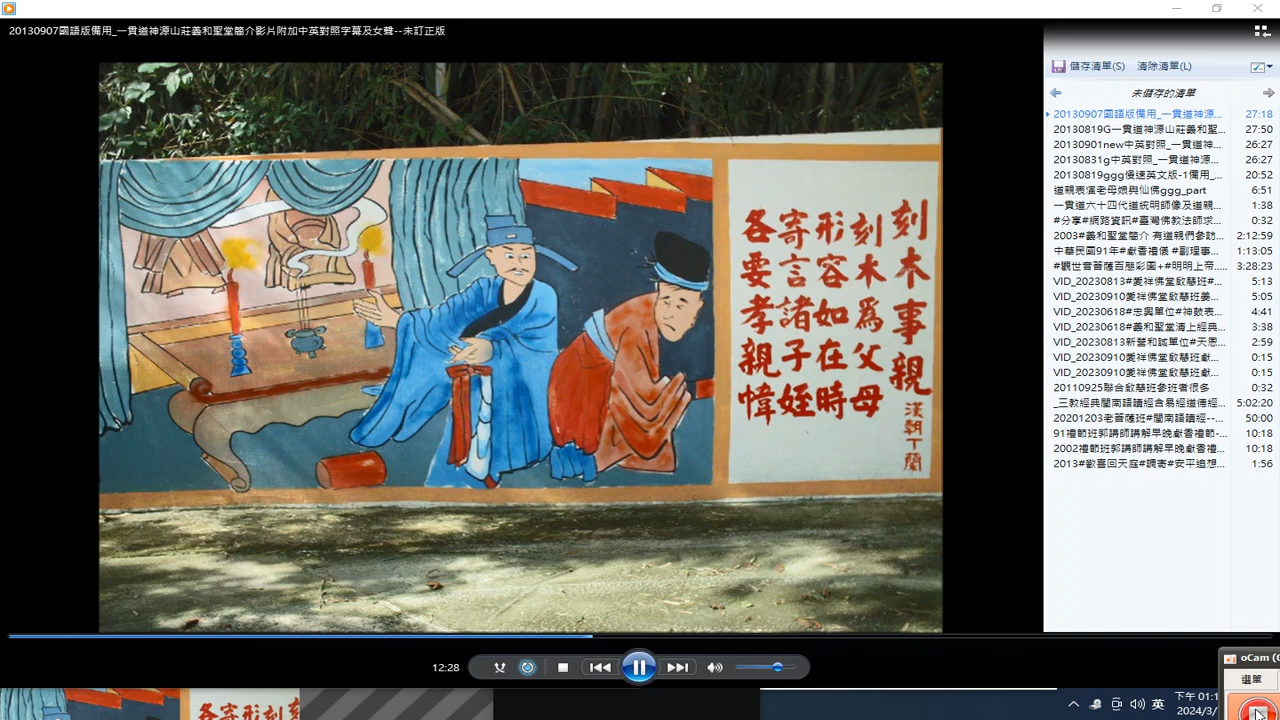 20130907國語版備用_一貫道神源山莊義和聖堂簡介影片附加中英對照字幕及女聲--未訂正版
刻木事親
漢朝丁蘭
刻木爲父母
形容如在時
寄言諸子姪
各要孝親幃
儲存清單(S) 清除清單(L)
未儲存的清單
20130907國語版備用_一貫道神源... 27:18
20130819G一貫道神源山莊義和聖... 27:50
20130901new中英對照_一貫道神... 26:27
20130831g中英對照_一貫道神源... 26:27
20130819ggg慢速英文版-1備用_... 20:52
道親表演老母娘與仙佛ggg_part 6:51
一貫道六十四代道統明師像及道親... 1:38
#分享#網路資訊#臺灣佛教法師求... 0:32
2003#義和聖堂簡介 有道親們參訪... 2:12:59
中華民國91年#獻香禮儀 #副理事... 1:13:05
#觀世音菩薩百態彩圖+#明明上帝.... 3:28:23
VID_20230813#愛祥佛堂啟慧班#... 5:13
VID_20230910愛祥佛堂啟慧班姜... 5:05
VID_20230618#忠興單位#神鼓表... 4:41
VID_20230618#義和聖堂清上經典... 3:38
VID_20230813新營和誠單位#天恩... 2:59
VID_20230910愛祥佛堂啟慧班獻... 0:15
VID_20230910愛祥佛堂啟慧班獻... 0:15
20110925聯合啟慧班參班者很多 0:32
_三教經典閩南語讀經含易經道德經... 5:02:20
20201203老菩薩班#閩南語讀經--... 50:00
91禮節班郭講師講解早晚獻香禮節-... 10:18
2002禮節班郭講師講解早晚獻香禮... 10:18
2013#歡喜回天庭#調寄#安平追想... 1:56
12:28
oCam (
選單
各寄形刻
英
下午 01:1
2024/3/